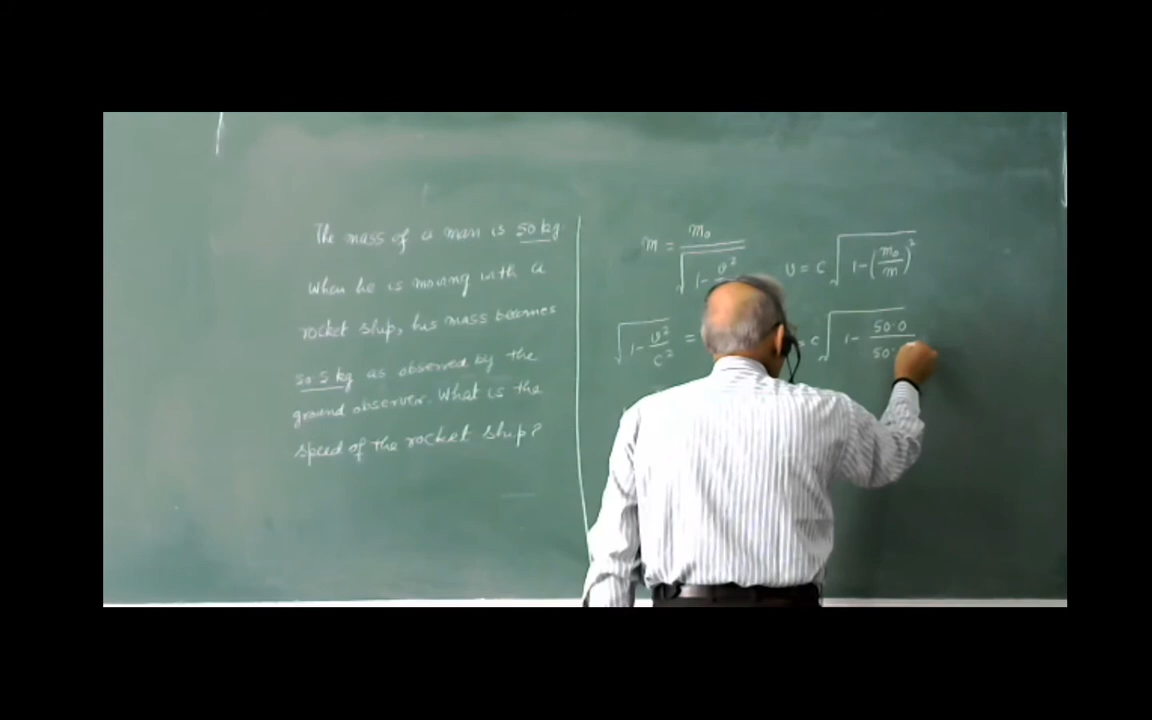 The mass of a man is 50 kg.
When he is moving with a
rocket ship, his mass becomes
50.5 kg as observed by the
ground observer. What is the
speed of the rocket ship?
m = m₀ / √(1 - v²
√(1 - v²/c²) =
v = c √(1 - (m₀/m)²)
= c √(1 - 50.0/50.